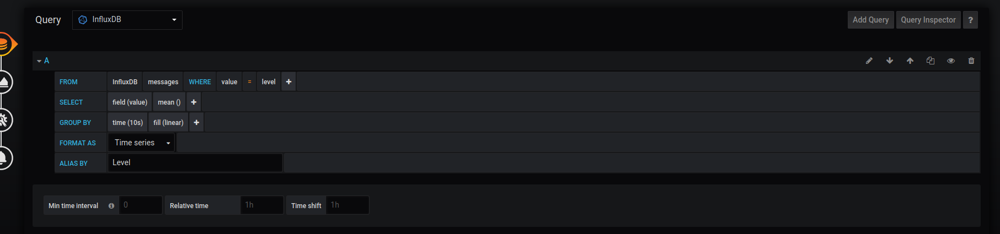 Query InfluxDB Add Query Query Inspector ?
A
FROM InfluxDB messages WHERE value = level +
SELECT field (value) mean () +
GROUP BY time (10s) fill (linear) +
FORMAT AS Time series
ALIAS BY Level
Min time interval 0 Relative time 1h Time shift 1h